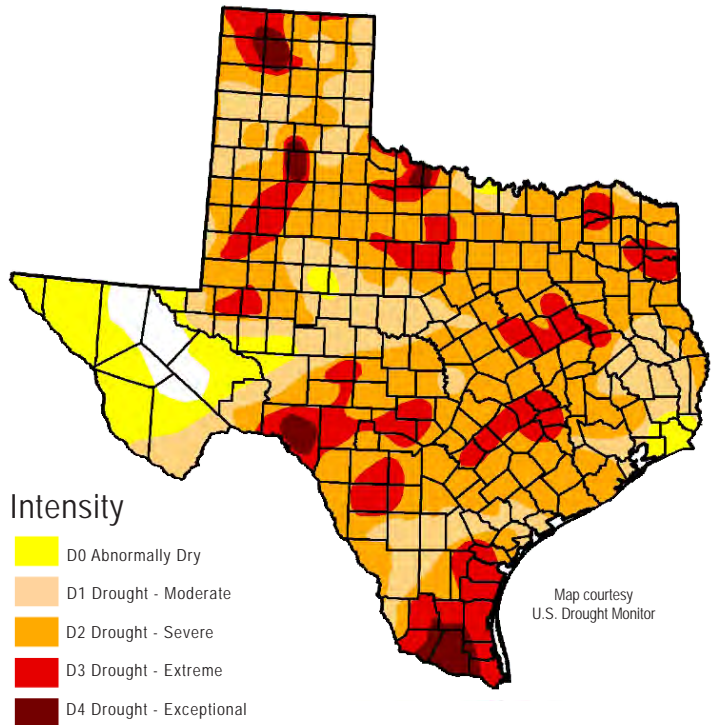 Intensity
D0 Abnormally Dry
D1 Drought - Moderate
D2 Drought - Severe
D3 Drought - Extreme
D4 Drought - Exceptional
Map courtesy
U.S. Drought Monitor